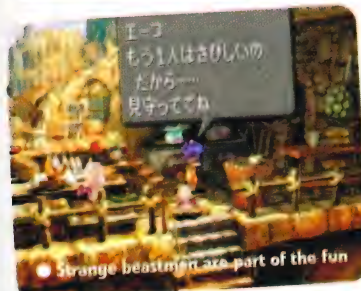 エーコ
もう1人はさびしいの
だから……
見守っててね
Strange beastmen are part of the fun